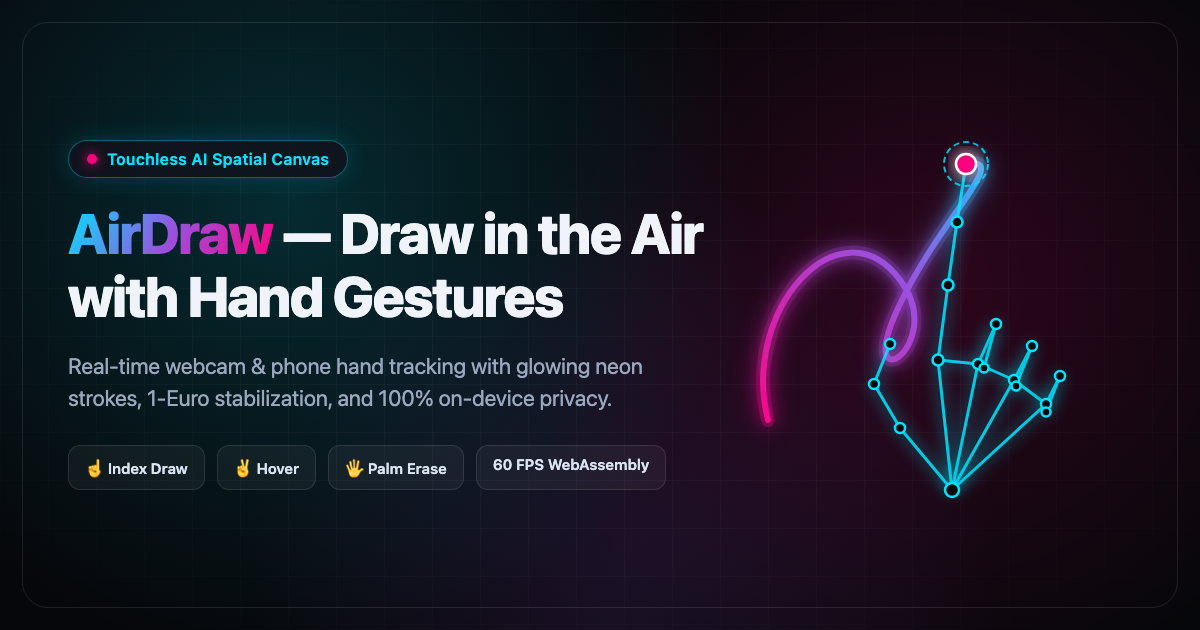 Touchless AI Spatial Canvas
AirDraw — Draw in the Air
with Hand Gestures
Real-time webcam & phone hand tracking with glowing neon
strokes, 1-Euro stabilization, and 100% on-device privacy.
☝️ Index Draw
✌️ Hover
🖐️ Palm Erase
60 FPS WebAssembly